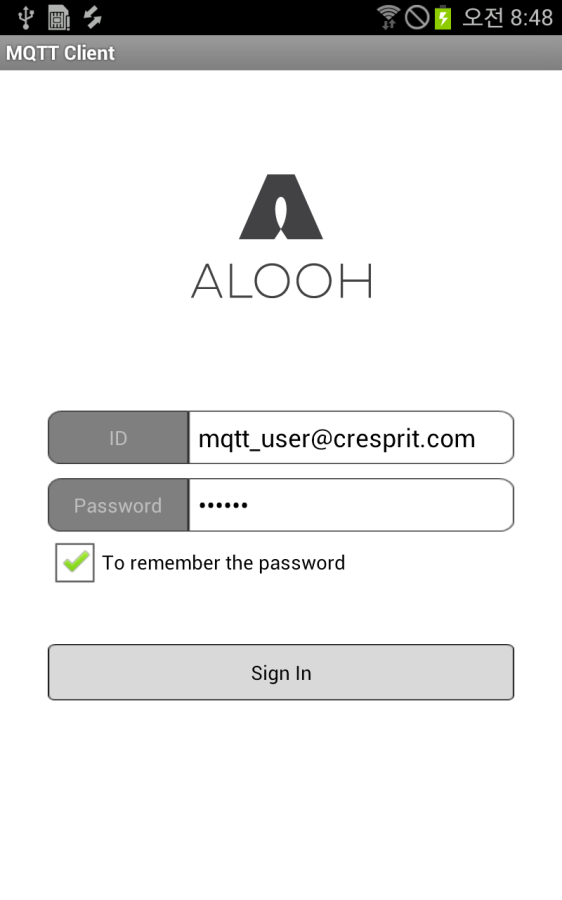 오전 8:48
MQTT Client
ALOOH
ID
mqtt_user@cresprit.com
Password
••••••
To remember the password
Sign In